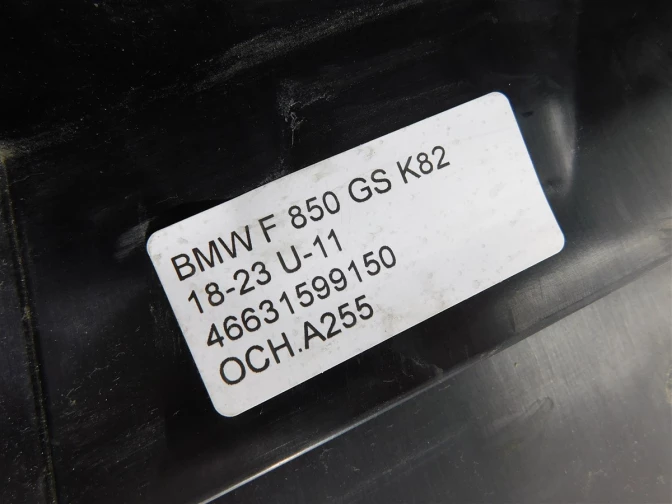 BMW F 850 GS K82
18-23 U-11
46631599150
OCH.A255